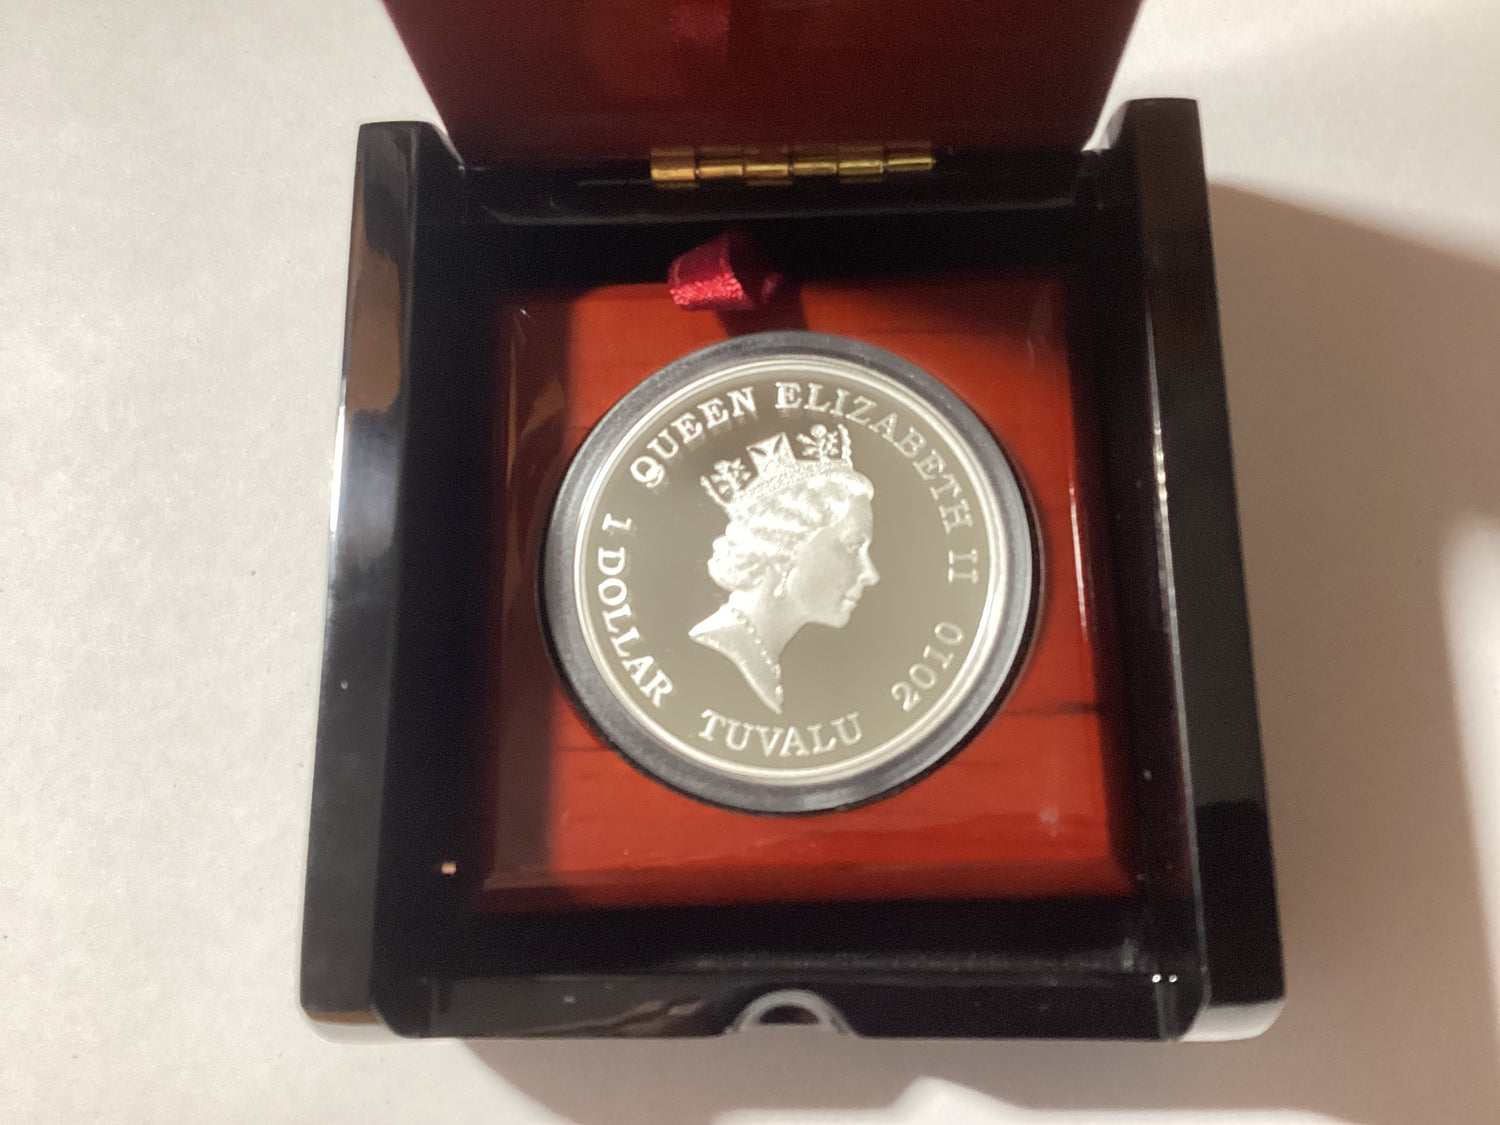 QUEEN ELIZABETH II
1 DOLLAR
TUVALU
2010